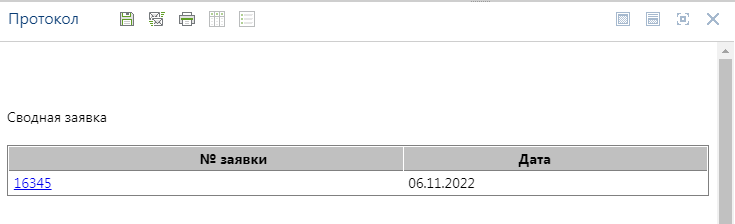 Протокол
Сводная заявка
№ заявки Дата
16345 06.11.2022